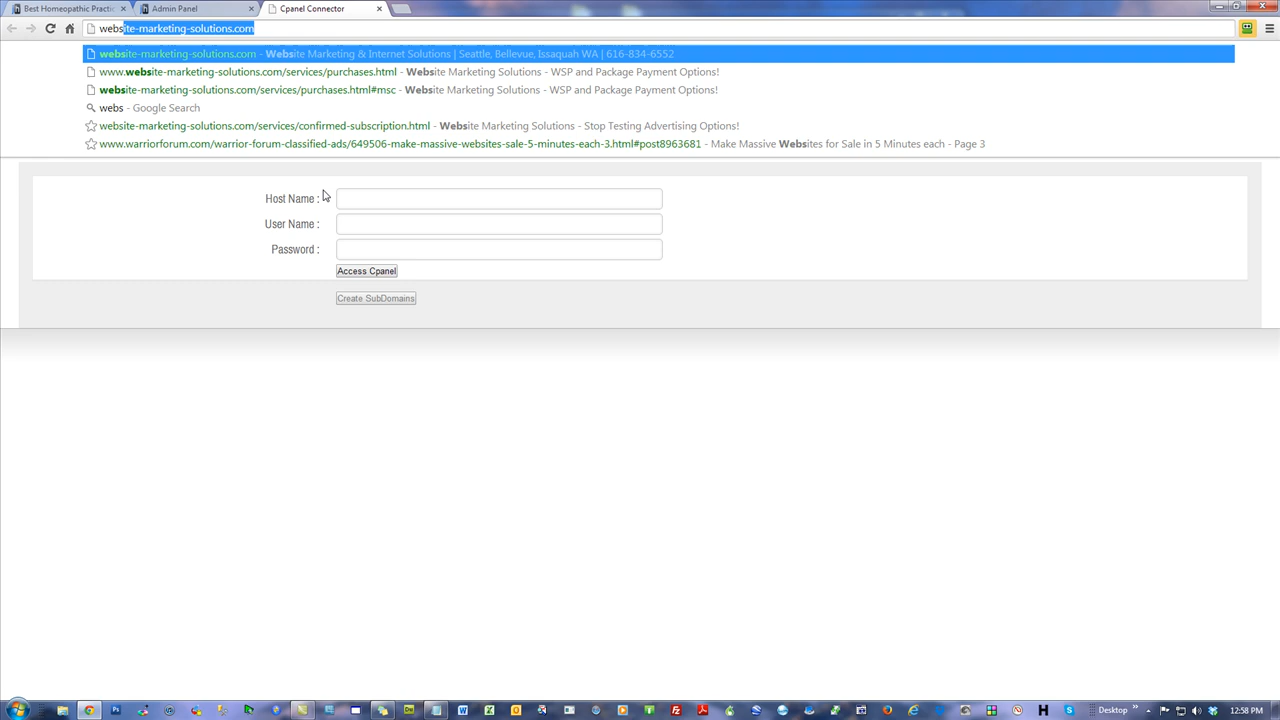 Best Homeopathic Practi
Admin Panel
Cpanel Connector
website-marketing-solutions.com
website-marketing-solutions.com - Website Marketing & Internet Solutions | Seattle, Bellevue, Issaquah WA | 616-834-6552
www.website-marketing-solutions.com/services/purchases.html - Website Marketing Solutions - WSP and Package Payment Options!
website-marketing-solutions.com/services/purchases.html#msc - Website Marketing Solutions - WSP and Package Payment Options!
webs - Google Search
website-marketing-solutions.com/services/confirmed-subscription.html - Website Marketing Solutions - Stop Testing Advertising Options!
www.warriorforum.com/warrior-forum-classified-ads/649506-make-massive-websites-sale-5-minutes-each-3.html#post8963681 - Make Massive Websites for Sale in 5 Minutes each - Page 3
Host Name :
User Name :
Password :
Access Cpanel
Create SubDomains
Desktop
12:58 PM